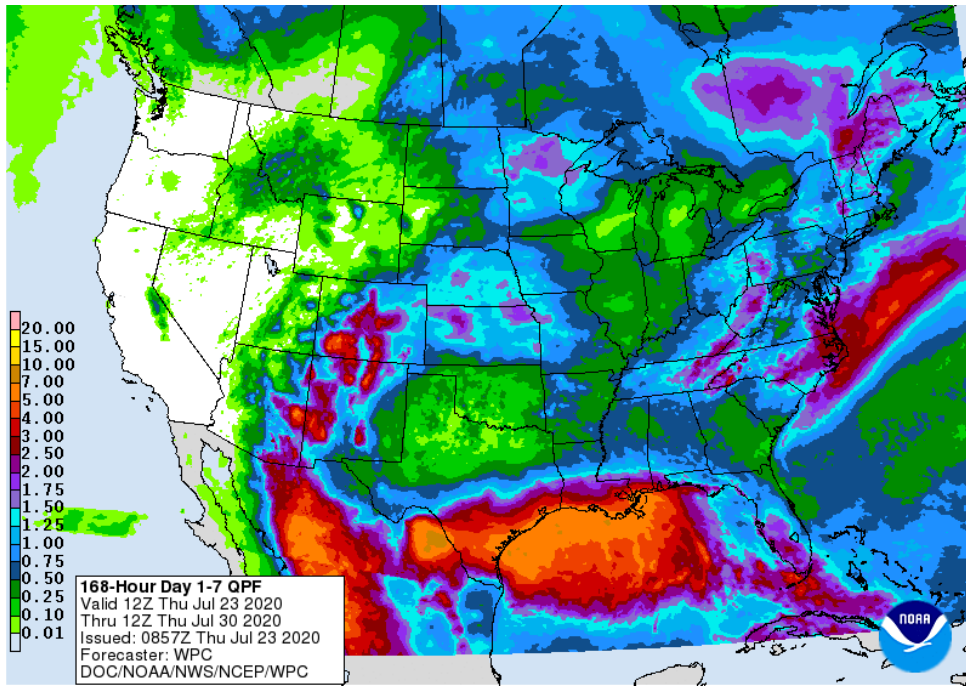 20.00
15.00
10.00
7.00
5.00
4.00
3.00
2.50
2.00
1.75
1.50
1.25
1.00
0.75
0.50
0.25
0.10
0.01
168-Hour Day 1-7 QPF
Valid 12Z Thu Jul 23 2020
Thru 12Z Thu Jul 30 2020
Issued: 0857Z Thu Jul 23 2020
Forecaster: WPC
DOC/NOAA/NWS/NCEP/WPC
NOAA